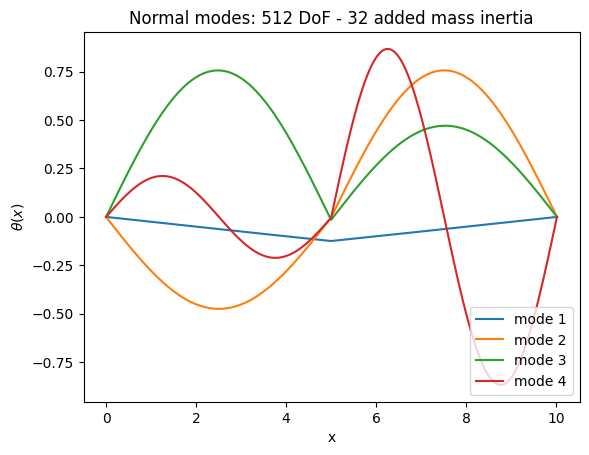 Normal modes: 512 DoF - 32 added mass inertia
θ(x)
0.75
0.50
0.25
0.00
−0.25
−0.50
−0.75
0 2 4 6 8 10
x
mode 1
mode 2
mode 3
mode 4